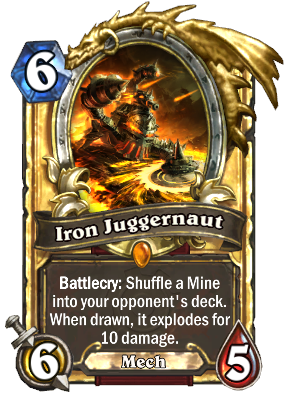 6
Iron Juggernaut
Battlecry: Shuffle a Mine
into your opponent's deck.
When drawn, it explodes for
10 damage.
6
Mech
5